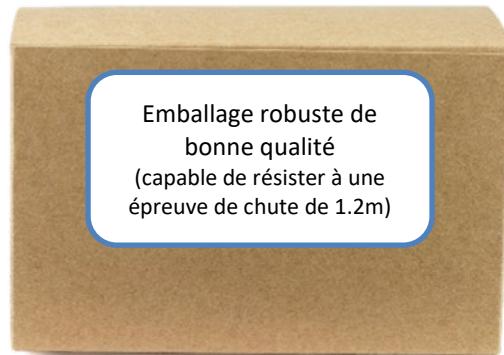 Emballage robuste de
bonne qualité
(capable de résister à une
épreuve de chute de 1.2m)